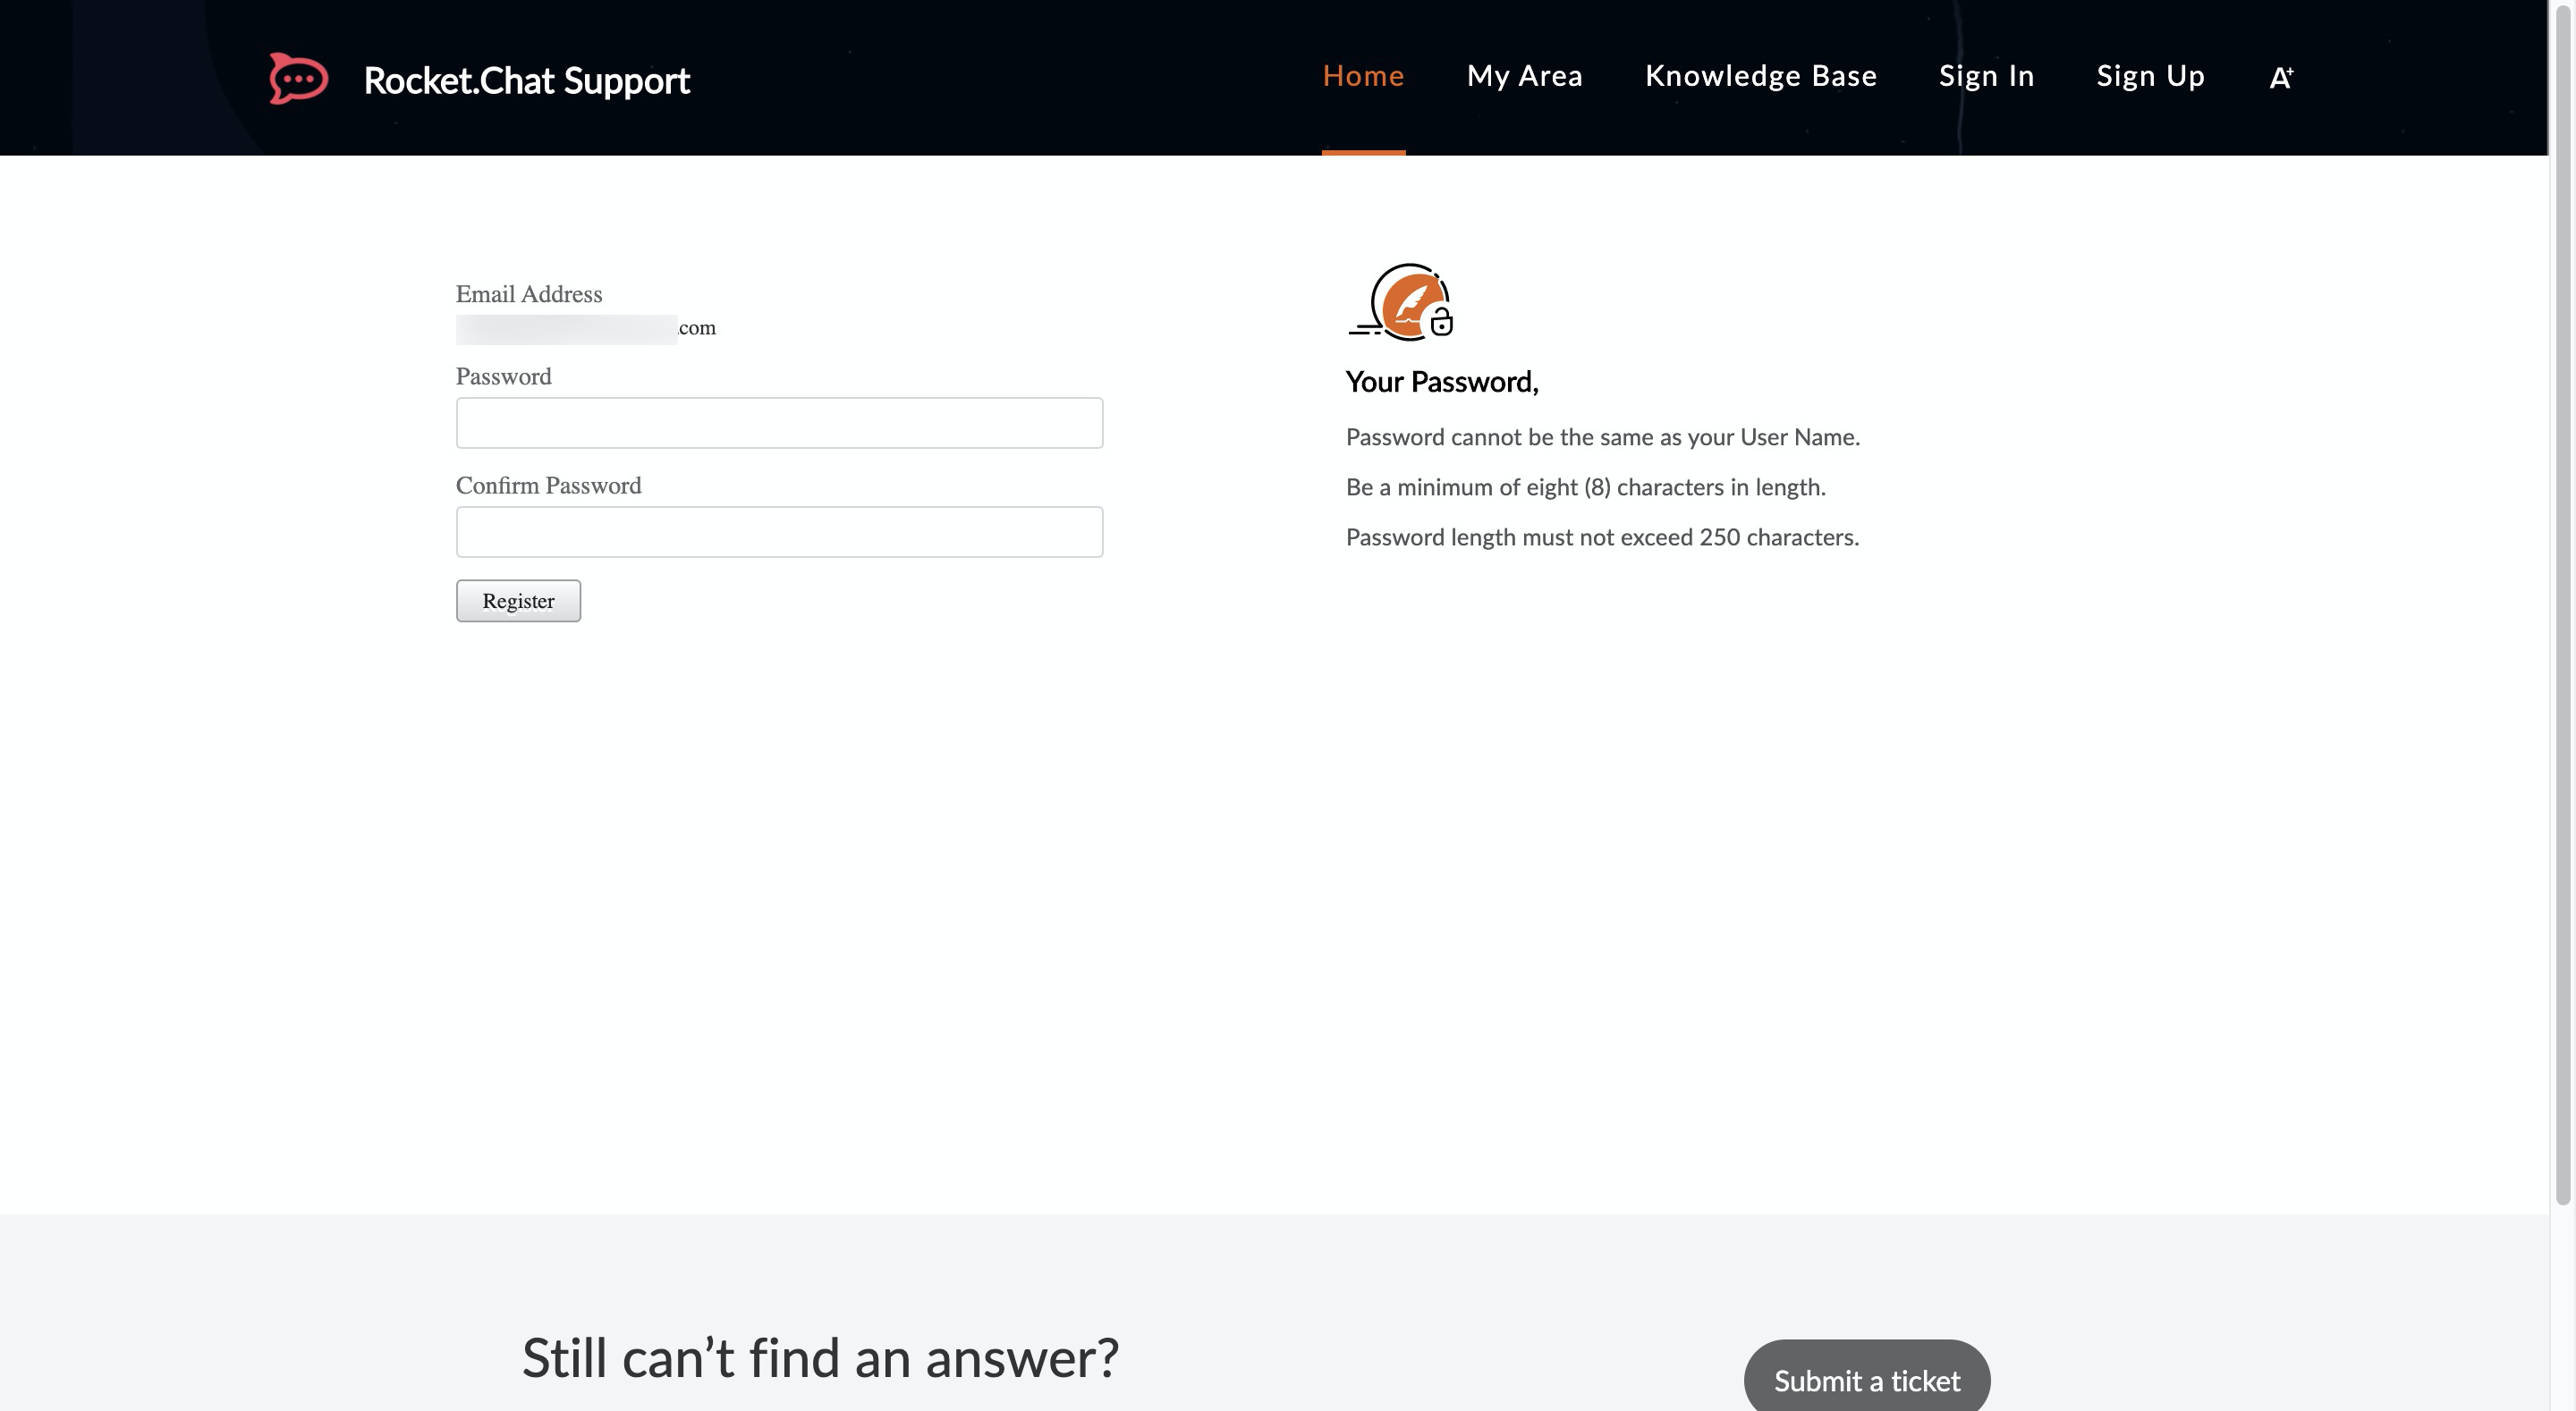 Rocket.Chat Support
Home
My Area
Knowledge Base
Sign In
Sign Up
A+
Email Address
.com
Password
Confirm Password
Register
Your Password,
Password cannot be the same as your User Name.
Be a minimum of eight (8) characters in length.
Password length must not exceed 250 characters.
Still can’t find an answer?
Submit a ticket